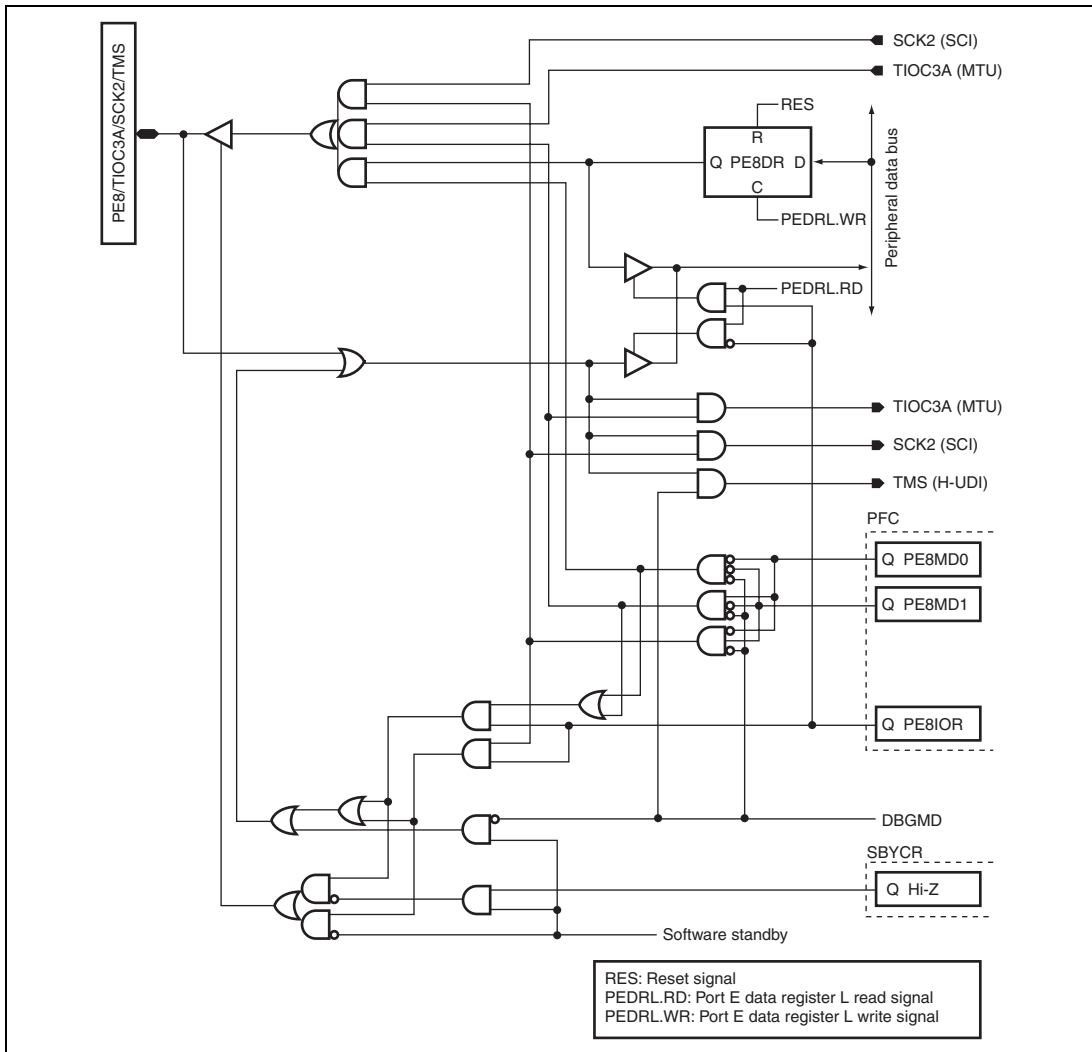 PE8/TIOC3A/SCK2/TMS
SCK2 (SCI)
TIOC3A (MTU)
RES
R
Q PE8DR D
C
PEDRL.WR
Peripheral data bus
PEDRL.RD
TIOC3A (MTU)
SCK2 (SCI)
TMS (H-UDI)
PFC
Q PE8MD0
Q PE8MD1
Q PE8IOR
DBGMD
SBYCR
Q Hi-Z
Software standby
RES: Reset signal
PEDRL.RD: Port E data register L read signal
PEDRL.WR: Port E data register L write signal